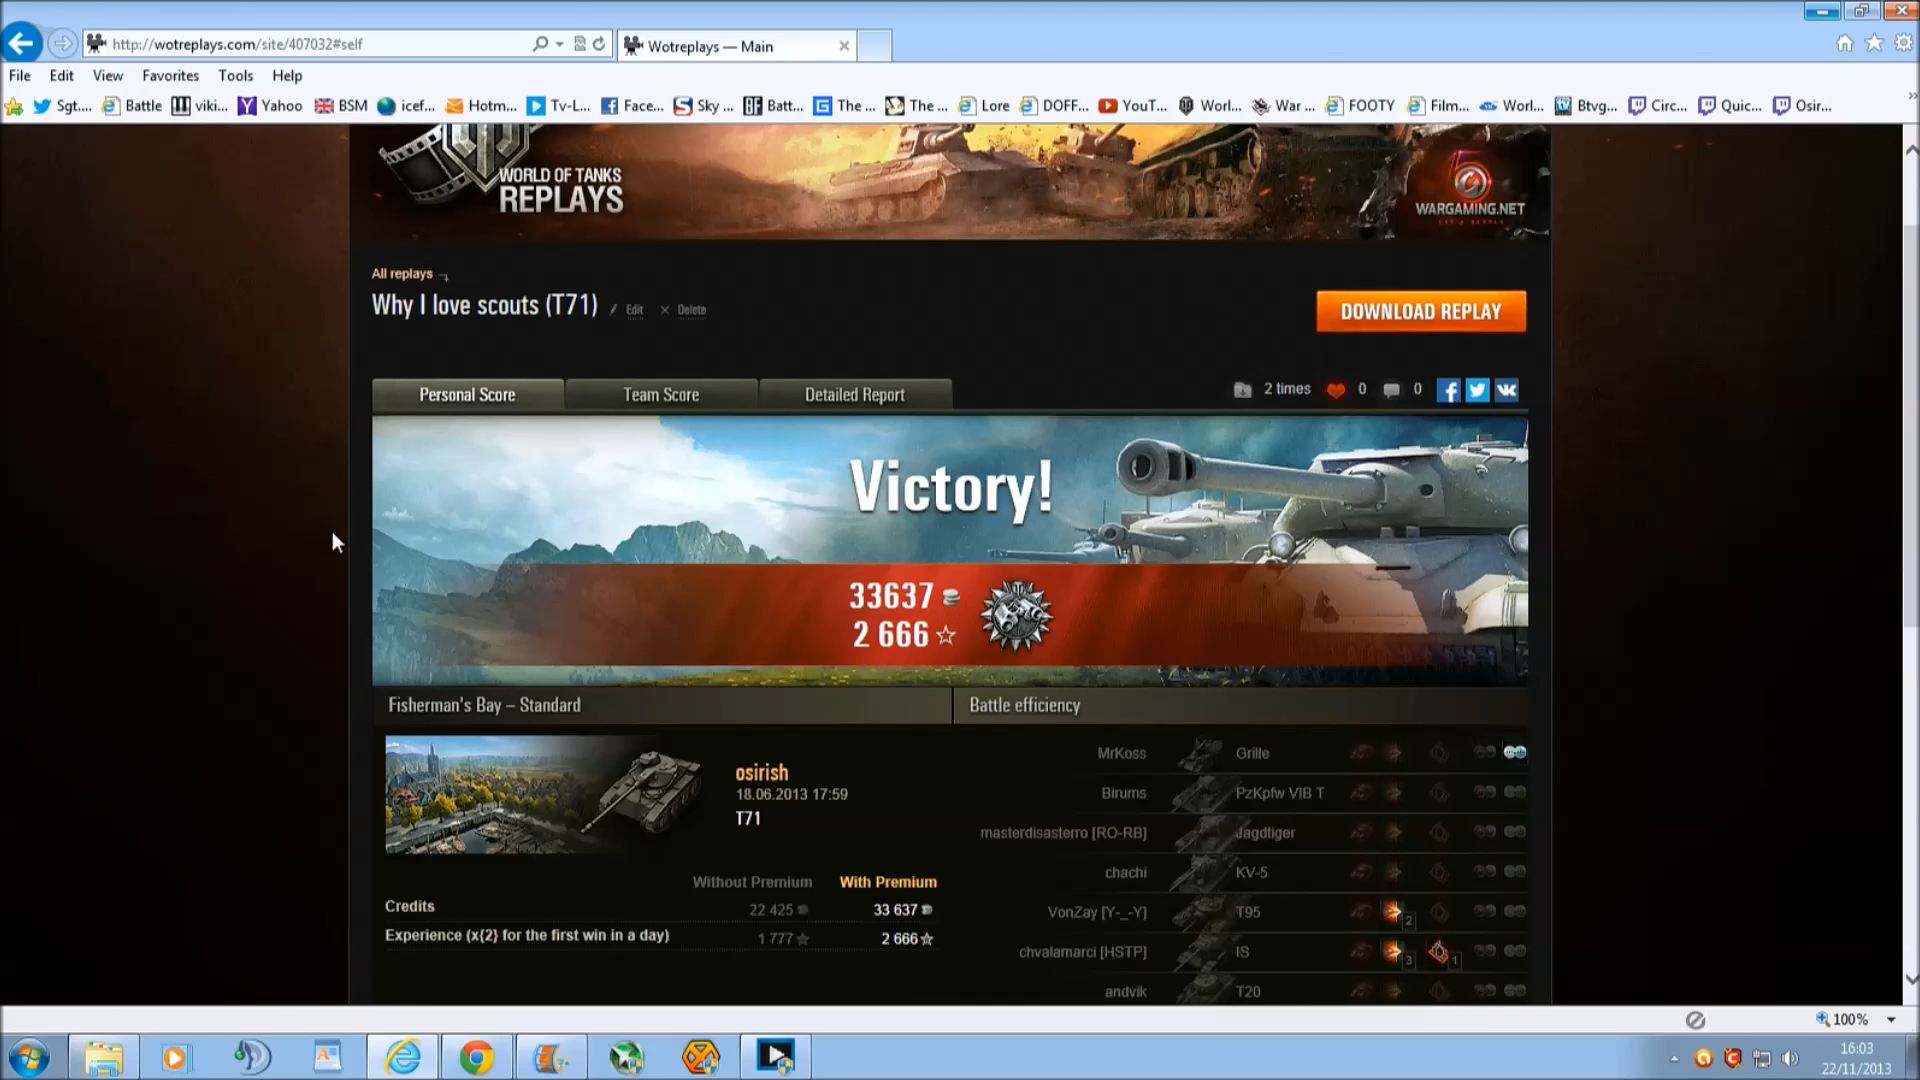 http://wotreplays.com/site/407032#self
Wotreplays — Main
File Edit View Favorites Tools Help
Sgt.... Battle viki... Yahoo BSM icef... Hotm... Tv-L... Face... Sky ... Batt... The ... The ... Lore DOFF... YouT... Worl... War ... FOOTY Film... Worl... Btvg... Circ... Quic... Osir...
WORLD OF TANKS
REPLAYS
WARGAMING.NET
All replays
Why I love scouts (T71) Edit Delete
DOWNLOAD REPLAY
Personal Score Team Score Detailed Report 2 times 0 0
Victory!
33637
2 666
Fisherman's Bay – Standard Battle efficiency
MrKoss Grille
osirish
18.06.2013 17:59
T71
Birums PzKpfw VIB T
masterdisasterro [RO-RB] Jagdtiger
chachi KV-5
Without Premium With Premium
Credits 22 425 33 637
Experience (x{2} for the first win in a day) 1 777 2 666
VonZay [Y-_-Y] T95 2
chvalamarci [HSTP] IS 3 1
andvik T20
100%
16:03
22/11/2013